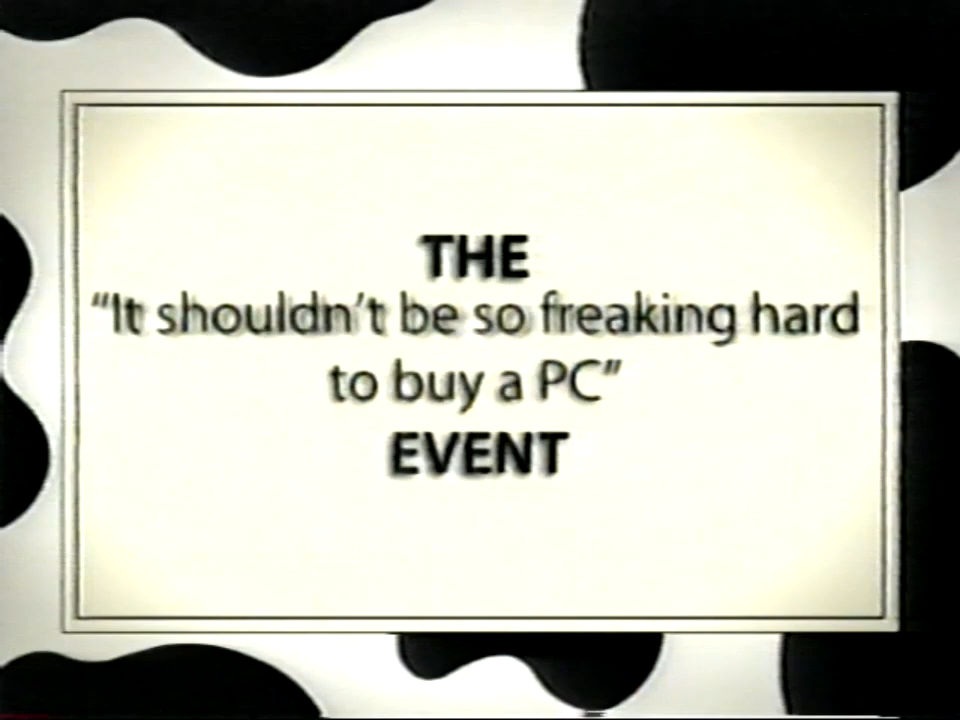 THE
“It shouldn’t be so freaking hard
to buy a PC”
EVENT